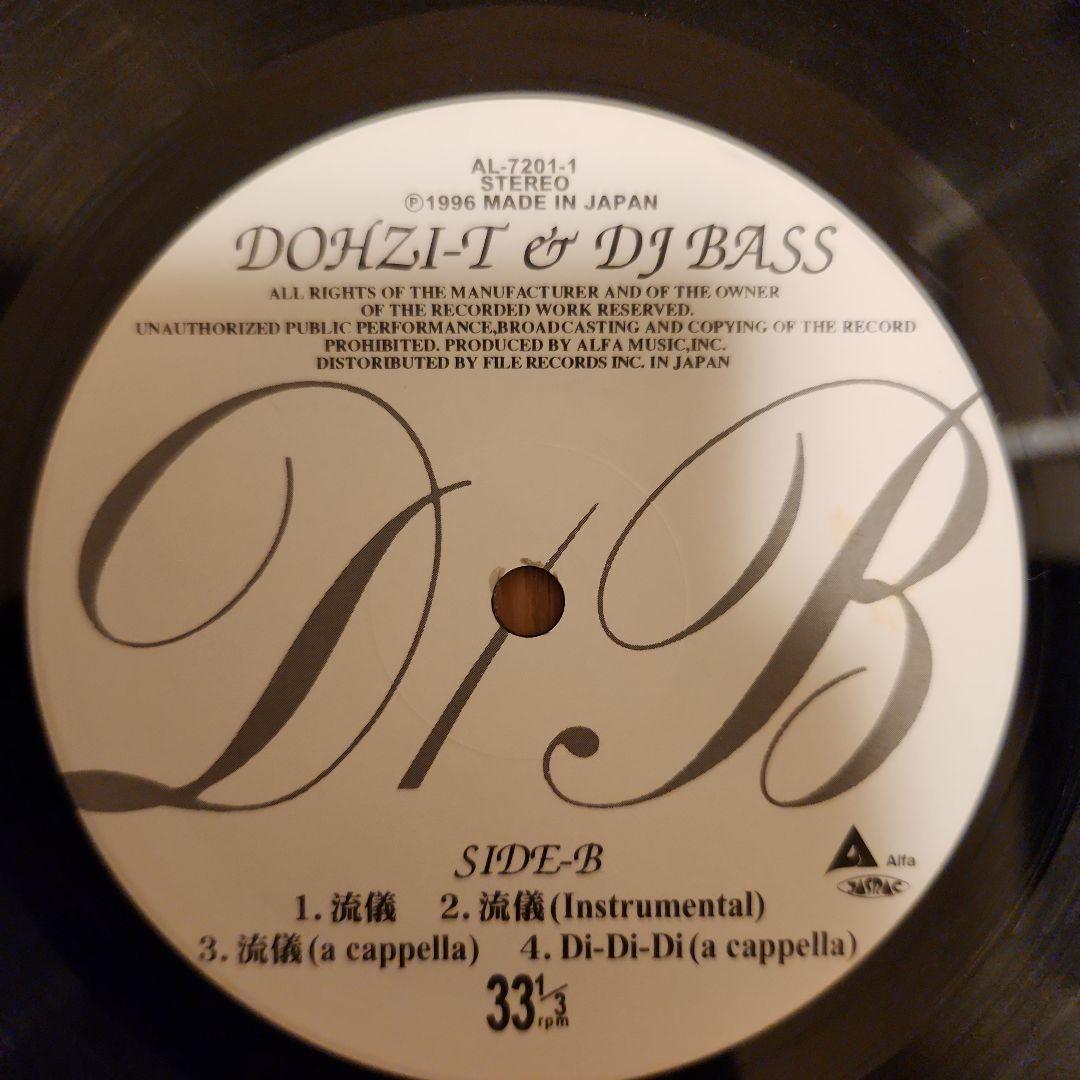 AL-7201-1
STEREO
Ⓟ1996 MADE IN JAPAN
DOHZI-T & DJ BASS
ALL RIGHTS OF THE MANUFACTURER AND OF THE OWNER
OF THE RECORDED WORK RESERVED.
UNAUTHORIZED PUBLIC PERFORMANCE,BROADCASTING AND COPYING OF THE RECORD
PROHIBITED. PRODUCED BY ALFA MUSIC,INC.
DISTORIBUTED BY FILE RECORDS INC. IN JAPAN
D/B
SIDE-B
Alfa
JASRAC
1. 流儀 2. 流儀(Instrumental)
3. 流儀(a cappella) 4. Di-Di-Di(a cappella)
33 1/3 rpm